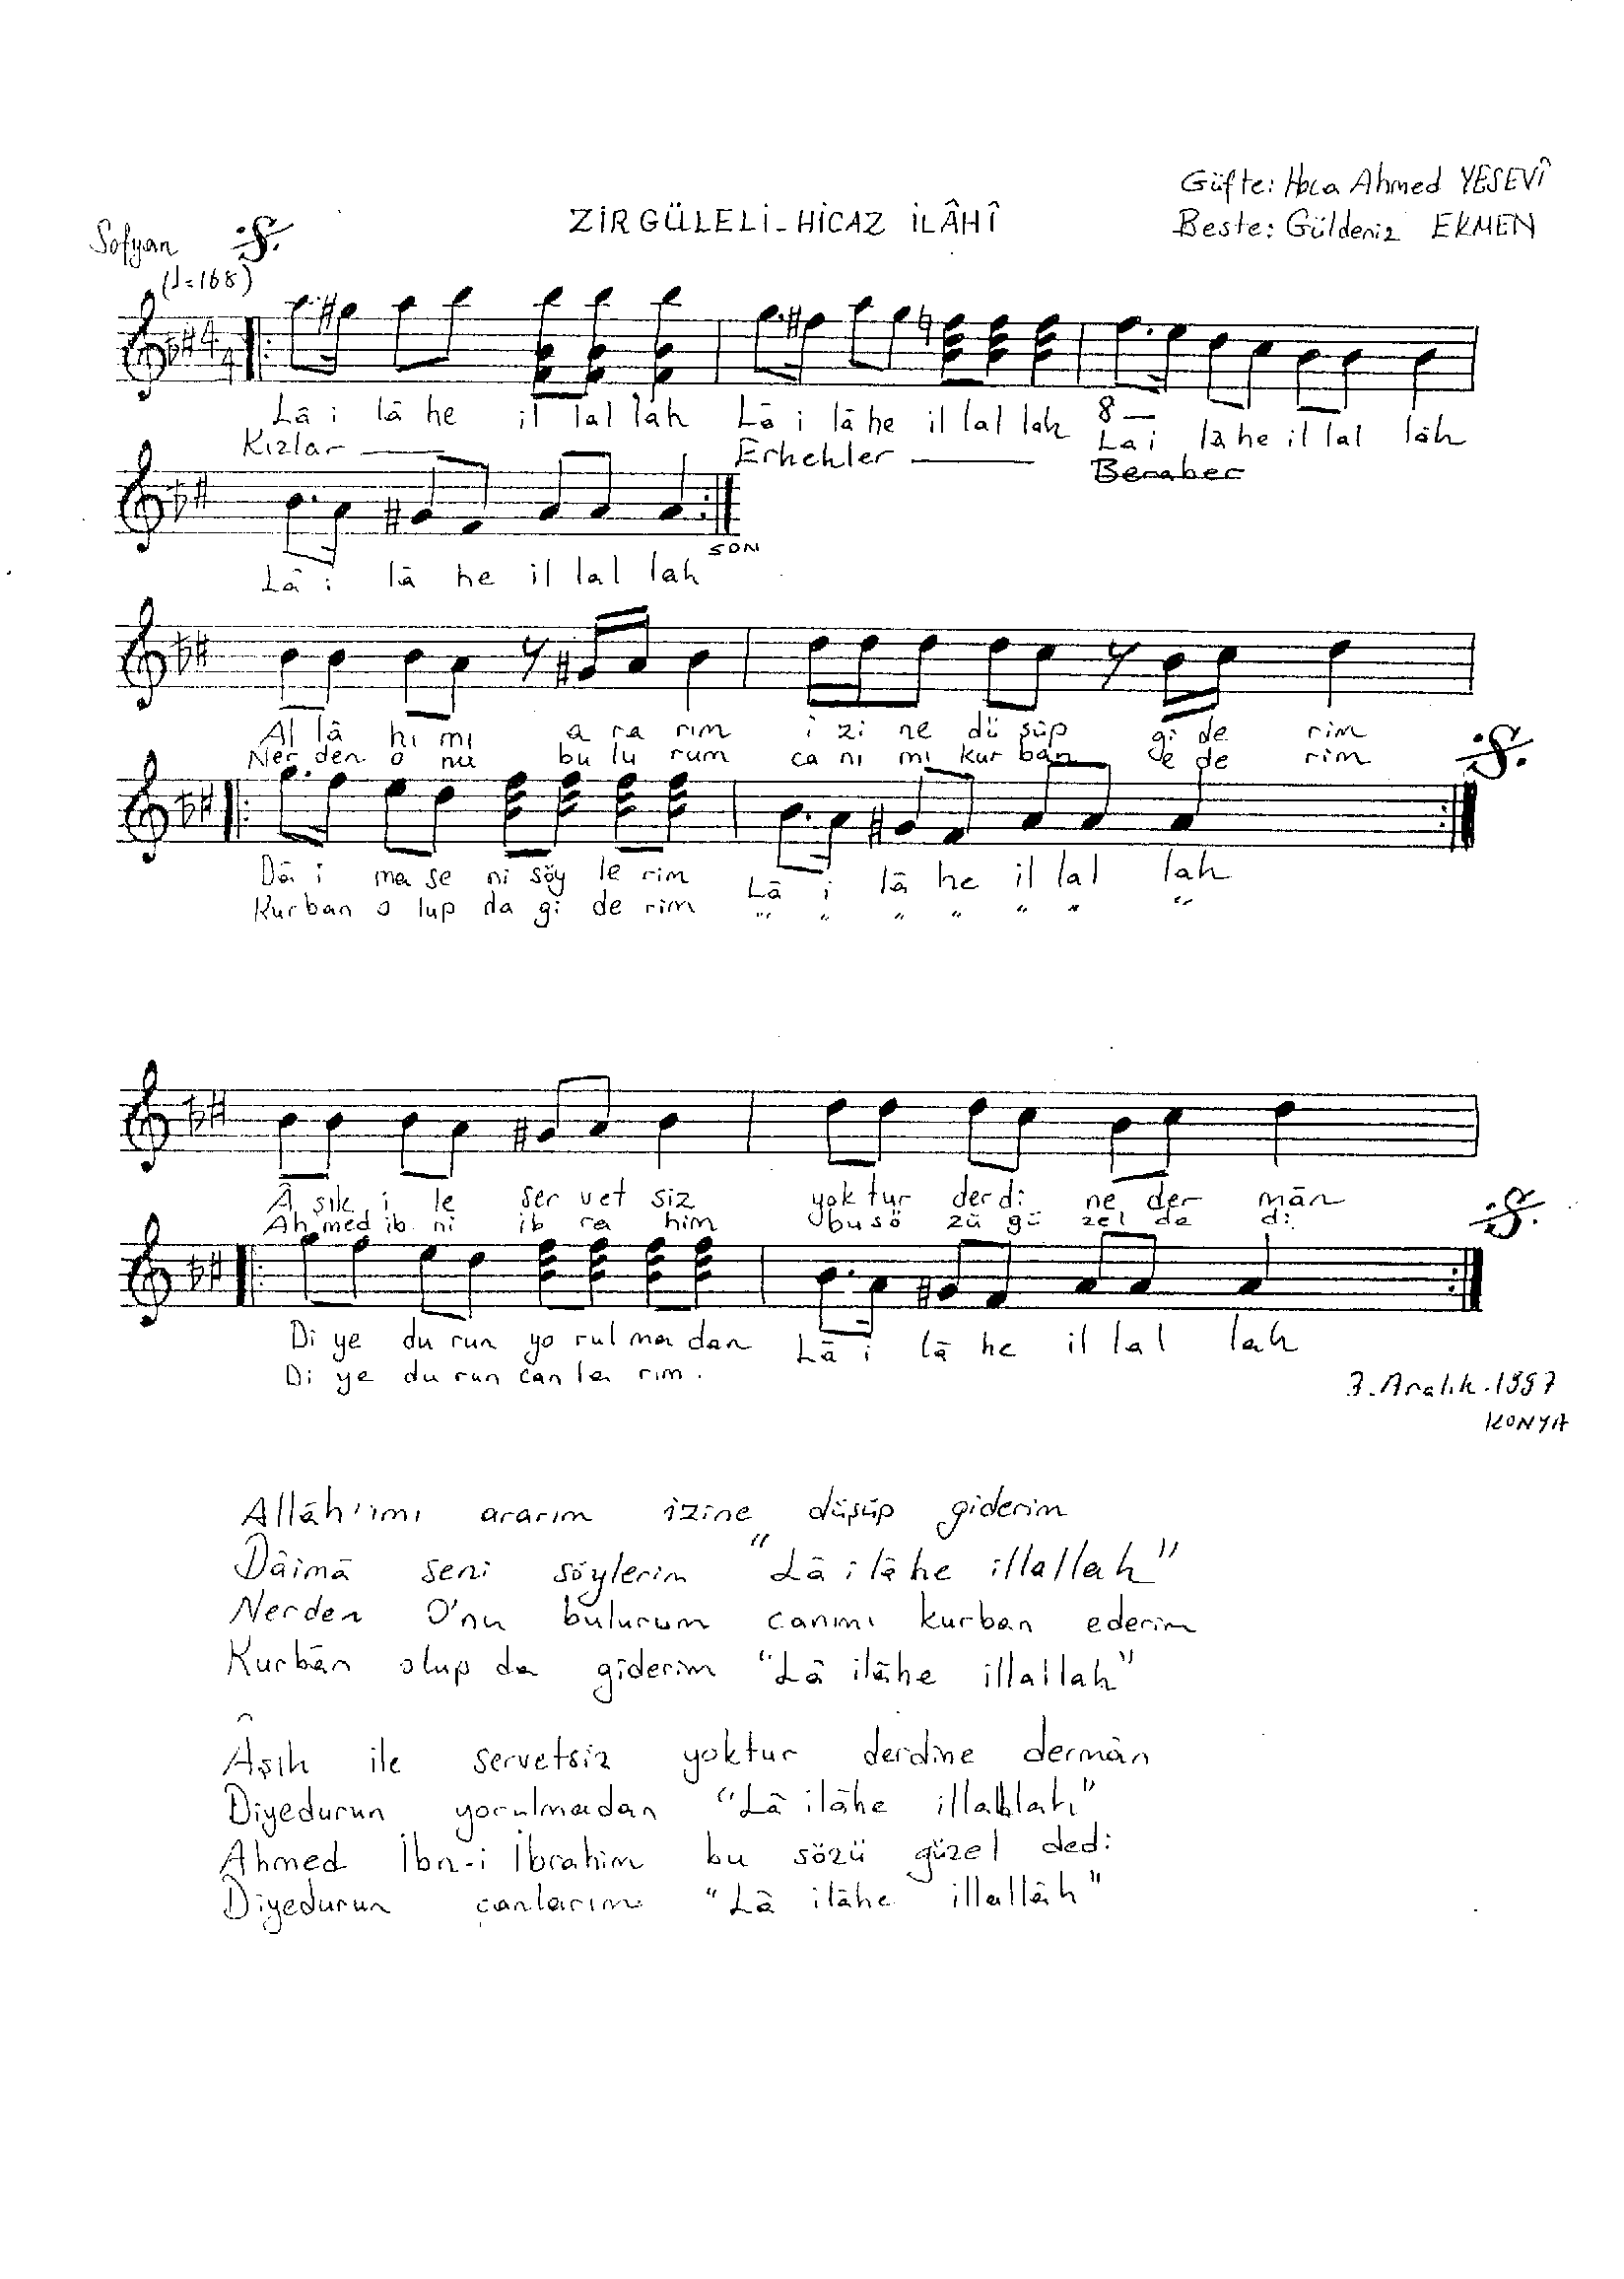 Güfte: Hoca Ahmed YESEVÎ
ZİRGÜLELİ-HİCAZ İLÂHÎ
Beste: Güldeniz EKMEN
Sofyan
(♩=168)
4
4
Lâ i lâ he il lal lah Lâ i lâ he il lal lah 8— La i lâ he il lal lâh
Kızlar —— Erkekler —— Beraber
SON
Lâ i lâ he il lal lah
Al lâ hı mı a ra rım i zi ne dü şüp gi de rim
Ner den o nu bu lu rum ca nı mı kur ban e de rim
Dâ i ma se ni söy le rim Lâ i lâ he il lal lah
Kurban o lup da gi de rim " " " " " " "
 şık i le ser vet siz yok tur derdi ne der mân
Ah med ib ni ib ra him bu sö zü gü zel de di
Di ye du run yo rul ma dan Lâ i lâ he il lal lah
Di ye du run can la rım.
7.Aralık.1997
KONYA
Allâh'ımı ararım izine düşüp giderim
Dâimâ seni söylerim "Lâ ilâhe illallah"
Nerden O'nu bulurum canımı kurban ederim
Kurbân olup da giderim "Lâ ilâhe illallah"
Âşık ile servetsiz yoktur derdine dermân
Diyedurun yorulmadan "Lâ ilâhe illallah"
Ahmed İbn-i İbrahim bu sözü güzel dedi
Diyedurun canlarım "Lâ ilâhe illallâh"